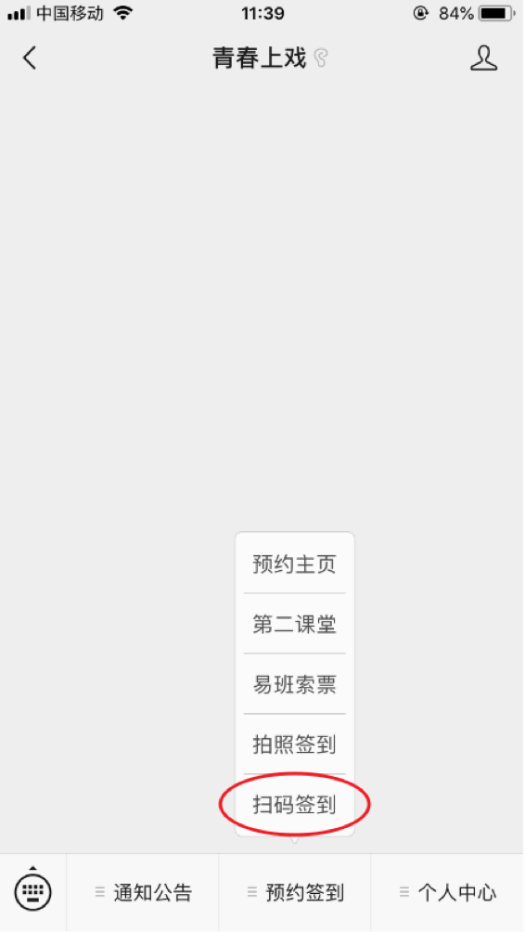 中国移动 11:39 84%
青春上戏
预约主页
第二课堂
易班索票
拍照签到
扫码签到
通知公告 预约签到 个人中心